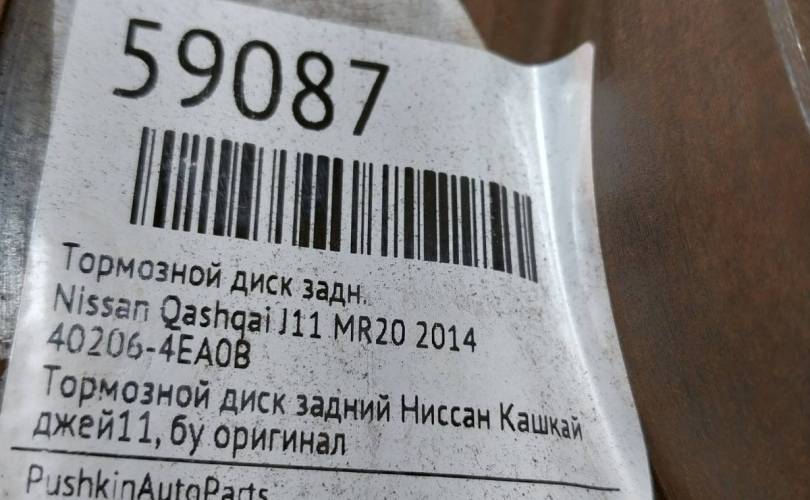 59087
Тормозной диск задн.
Nissan Qashqai J11 MR20 2014
40206-4EA0B
Тормозной диск задний Ниссан Кашкай
джей11, бу оригинал
PushkinAutoParts